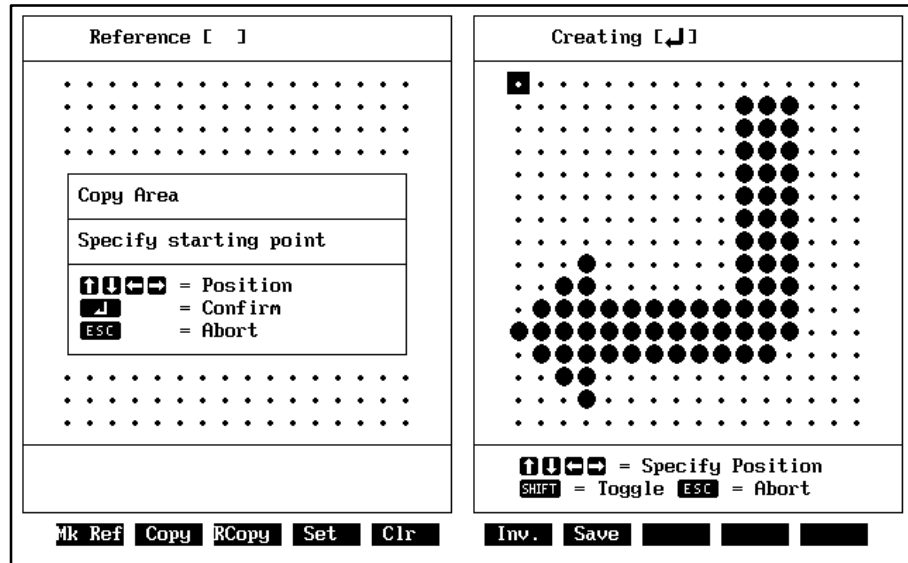 Reference [ ]
Copy Area
Specify starting point
↑↓←→ = Position
↵ = Confirm
ESC = Abort
Creating [↵]
↑↓←→ = Specify Position
SHIFT = Toggle ESC = Abort
Mk Ref Copy RCopy Set Clr Inv. Save